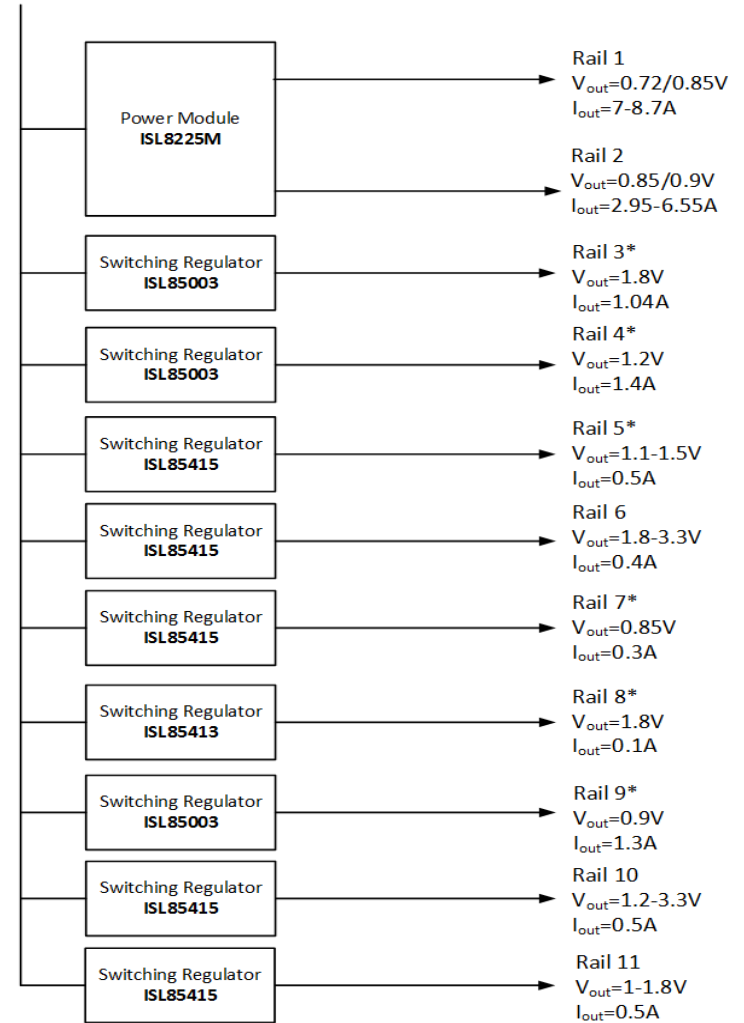 Power Module
ISL8225M
Rail 1
Vout=0.72/0.85V
Iout=7-8.7A
Rail 2
Vout=0.85/0.9V
Iout=2.95-6.55A
Switching Regulator
ISL85003
Rail 3*
Vout=1.8V
Iout=1.04A
Switching Regulator
ISL85003
Rail 4*
Vout=1.2V
Iout=1.4A
Switching Regulator
ISL85415
Rail 5*
Vout=1.1-1.5V
Iout=0.5A
Switching Regulator
ISL85415
Rail 6
Vout=1.8-3.3V
Iout=0.4A
Switching Regulator
ISL85415
Rail 7*
Vout=0.85V
Iout=0.3A
Switching Regulator
ISL85413
Rail 8*
Vout=1.8V
Iout=0.1A
Switching Regulator
ISL85003
Rail 9*
Vout=0.9V
Iout=1.3A
Switching Regulator
ISL85415
Rail 10
Vout=1.2-3.3V
Iout=0.5A
Switching Regulator
ISL85415
Rail 11
Vout=1-1.8V
Iout=0.5A